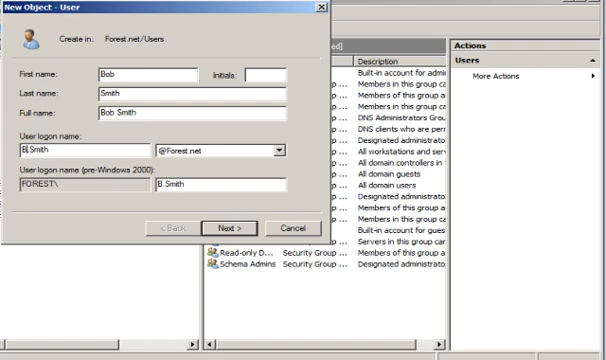 New Object - User
Create in: Forest.net/Users
First name: Bob Initials:
Last name: Smith
Full name: Bob Smith
User logon name:
B.Smith @Forest.net
User logon name (pre-Windows 2000):
FOREST\ B.Smith
< Back Next > Cancel
ed]
Description
Built-in account for admi
p ... Members in this group ca
p ... Members of this group a
p ... Members in this group ca
p ... DNS Administrators Grou
p ... DNS clients who are perm
p ... Designated administrato
p ... All workstations and serv
p ... All domain controllers in
p ... All domain guests
p ... All domain users
p ... Designated administrato
p ... Members of this group a
p ... Members in this group ca
Built-in account for gues
p ... Servers in this group can
Read-only D... Security Group ... Members of this group a
Schema Admins Security Group ... Designated administrato
Actions
Users
More Actions